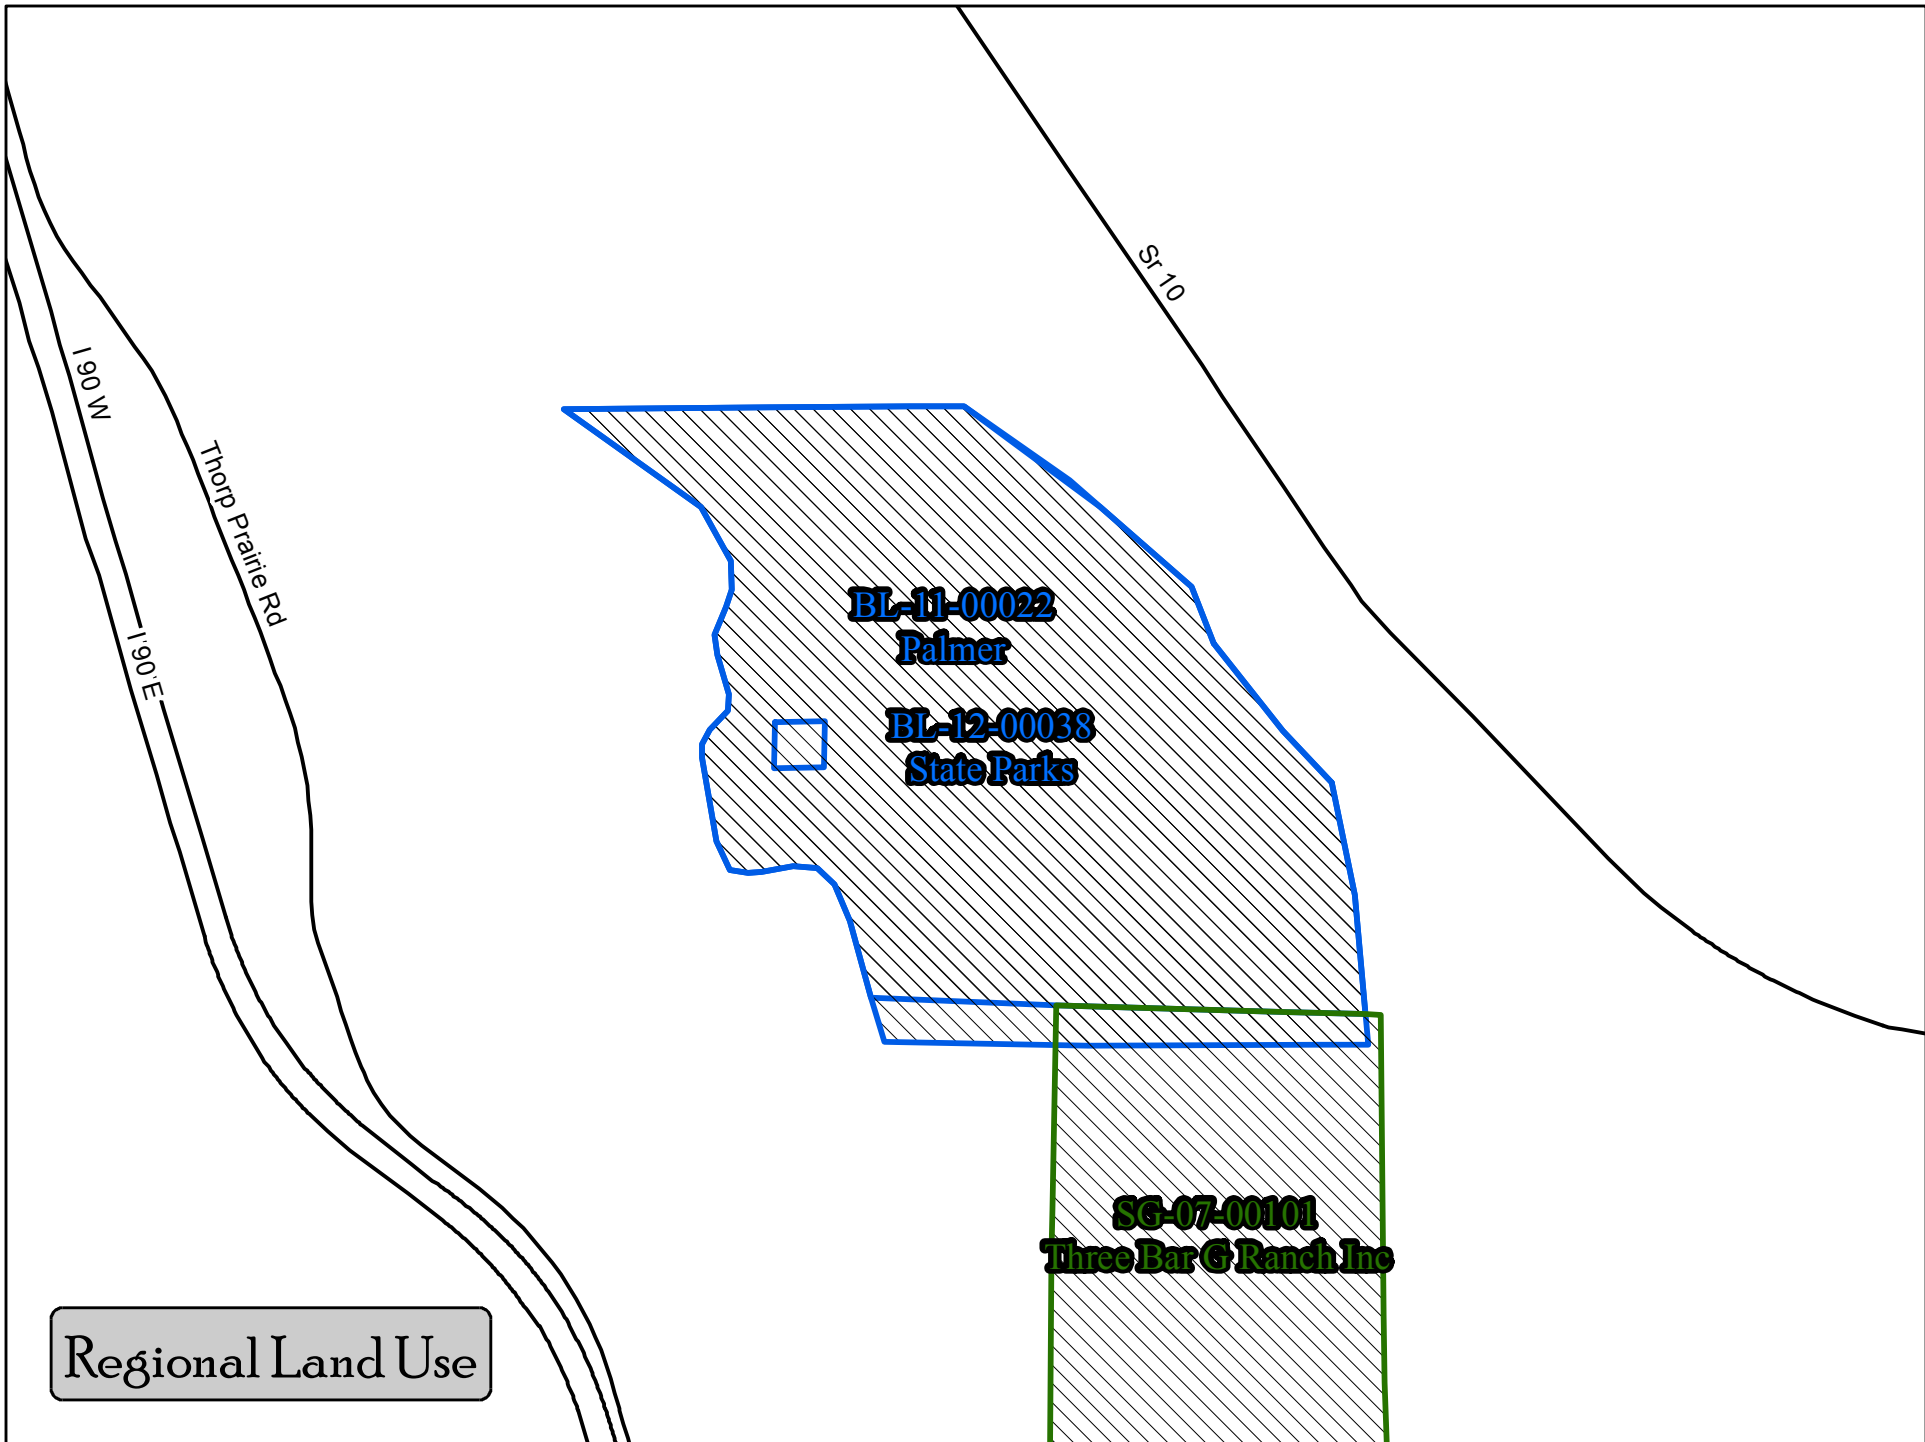 Sr 10
I 90 W
Thorp Prairie Rd
I 90 E
BL-11-00022
Palmer
BL-12-00038
State Parks
SG-07-00101
Three Bar G Ranch Inc
Regional Land Use